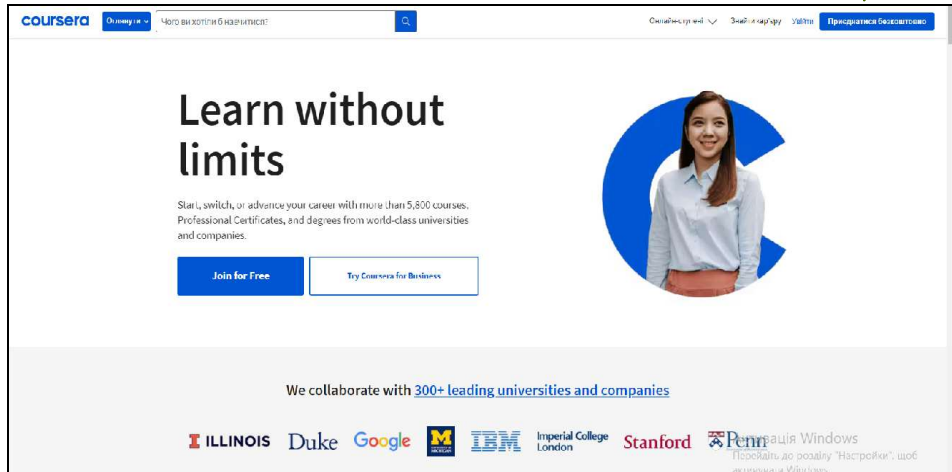 coursera
Оглянути
Чого ви хотіли б навчитися?
Онлайн-ступені
Знайти кар'єру
Увійти
Приєднатися безкоштовно
Learn without
limits
Start, switch, or advance your career with more than 5,800 courses,
Professional Certificates, and degrees from world-class universities
and companies.
Join for Free
Try Coursera for Business
We collaborate with 300+ leading universities and companies
I ILLINOIS
Duke
Google
M
IBM
Imperial College
London
Stanford
Penn
Windows
Перейдіть до розділу "Настройки", щоб
Windows